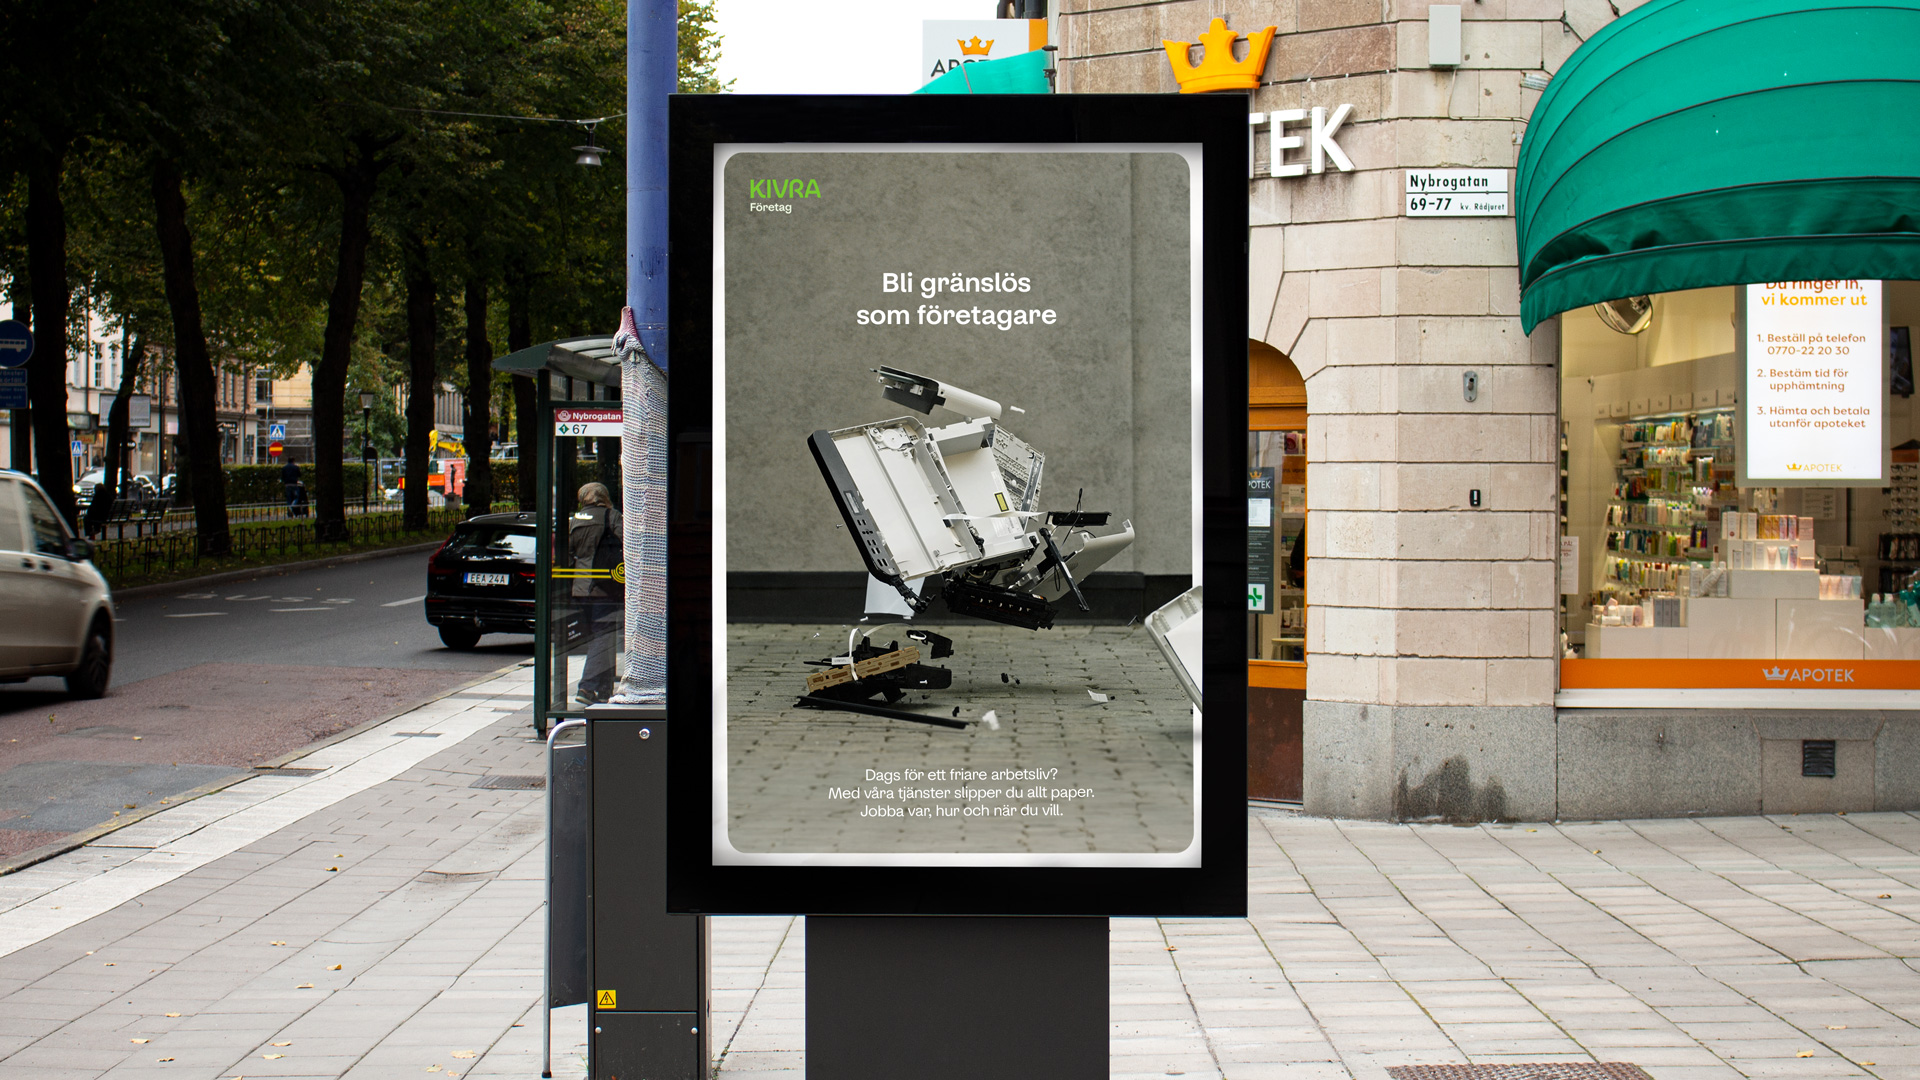 APOTEK
TEK
Nybrogatan
69-77 kv. Rådjuret
KIVRA
Företag
Bli gränslös
som företagare
Dags för ett friare arbetsliv?
Med våra tjänster slipper du allt paper.
Jobba var, hur och när du vill.
Nybrogatan
67
EEA 24A
Du ringer in,
vi kommer ut
1. Beställ på telefon
0770-22 20 30
2. Bestäm tid för
upphämtning
3. Hämta och betala
utanför apoteket
APOTEK
APOTEK